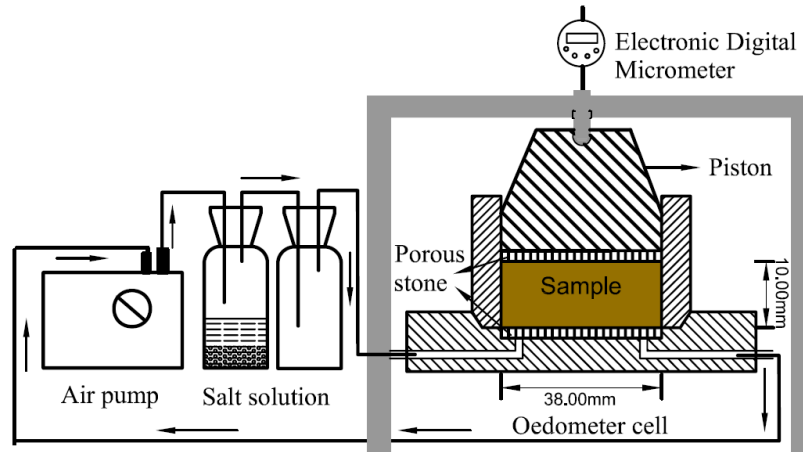 Electronic Digital
Micrometer
Piston
Porous
stone
Sample
10.00mm
Air pump
Salt solution
38.00mm
Oedometer cell